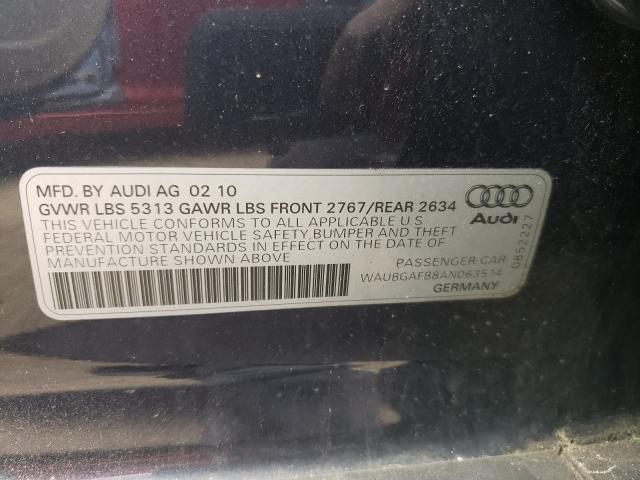 MFD. BY AUDI AG 02 10
GVWR LBS 5313 GAWR LBS FRONT 2767/REAR 2634
THIS VEHICLE CONFORMS TO ALL APPLICABLE U S
FEDERAL MOTOR VEHICLE SAFETY,BUMPER AND THEFT
PREVENTION STANDARDS IN EFFECT ON THE DATE OF
MANUFACTURE SHOWN ABOVE
Audi
0852227
PASSENGER CAR
WAUBGAFB8AN063514
GERMANY